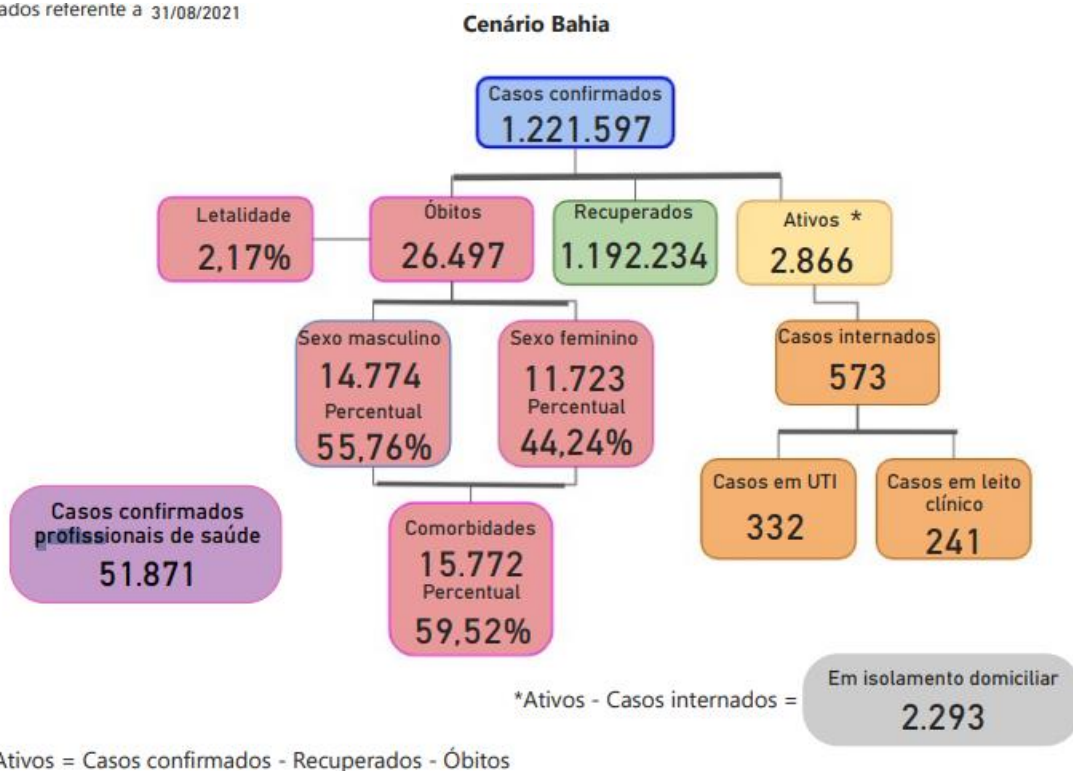 ados referente a 31/08/2021
Cenário Bahia
Casos confirmados
1.221.597
Letalidade
2,17%
Óbitos
26.497
Recuperados
1.192.234
Ativos *
2.866
Sexo masculino
14.774
Percentual
55,76%
Sexo feminino
11.723
Percentual
44,24%
Casos internados
573
Casos em UTI
332
Casos em leito
clínico
241
Casos confirmados
profissionais de saúde
51.871
Comorbidades
15.772
Percentual
59,52%
*Ativos - Casos internados =
Em isolamento domiciliar
2.293
Ativos = Casos confirmados - Recuperados - Óbitos